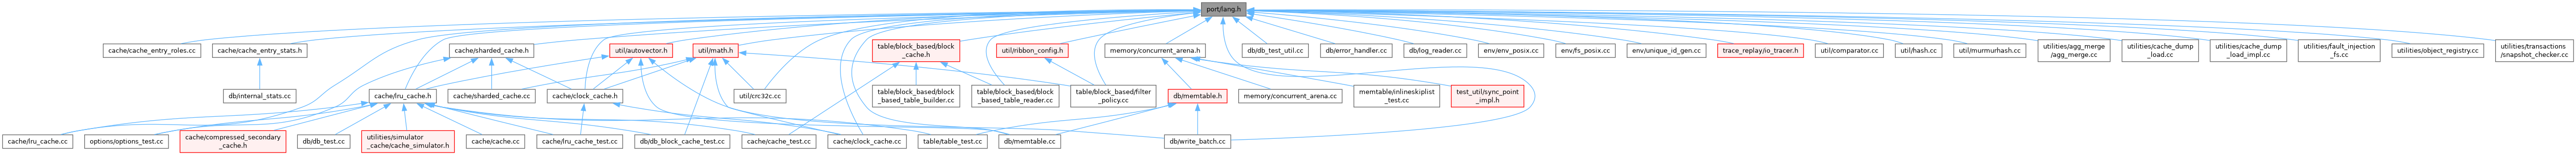 port/lang.h
cache/cache_entry_roles.cc
cache/cache_entry_stats.h
cache/sharded_cache.h
util/autovector.h
util/math.h
table/block_based/block
_cache.h
util/ribbon_config.h
memory/concurrent_arena.h
db/db_test_util.cc
db/error_handler.cc
db/log_reader.cc
env/env_posix.cc
env/fs_posix.cc
env/unique_id_gen.cc
trace_replay/io_tracer.h
util/comparator.cc
util/hash.cc
util/murmurhash.cc
utilities/agg_merge
/agg_merge.cc
utilities/cache_dump
_load.cc
utilities/cache_dump
_load_impl.cc
utilities/fault_injection
_fs.cc
utilities/object_registry.cc
utilities/transactions
/snapshot_checker.cc
db/internal_stats.cc
cache/lru_cache.h
cache/sharded_cache.cc
cache/clock_cache.h
util/crc32c.cc
table/block_based/block
_based_table_builder.cc
table/block_based/block
_based_table_reader.cc
table/block_based/filter
_policy.cc
db/memtable.h
memory/concurrent_arena.cc
memtable/inlineskiplist
_test.cc
test_util/sync_point
_impl.h
cache/lru_cache.cc
options/options_test.cc
cache/compressed_secondary
_cache.h
db/db_test.cc
utilities/simulator
_cache/cache_simulator.h
cache/cache.cc
cache/lru_cache_test.cc
db/db_block_cache_test.cc
cache/cache_test.cc
cache/clock_cache.cc
table/table_test.cc
db/memtable.cc
db/write_batch.cc